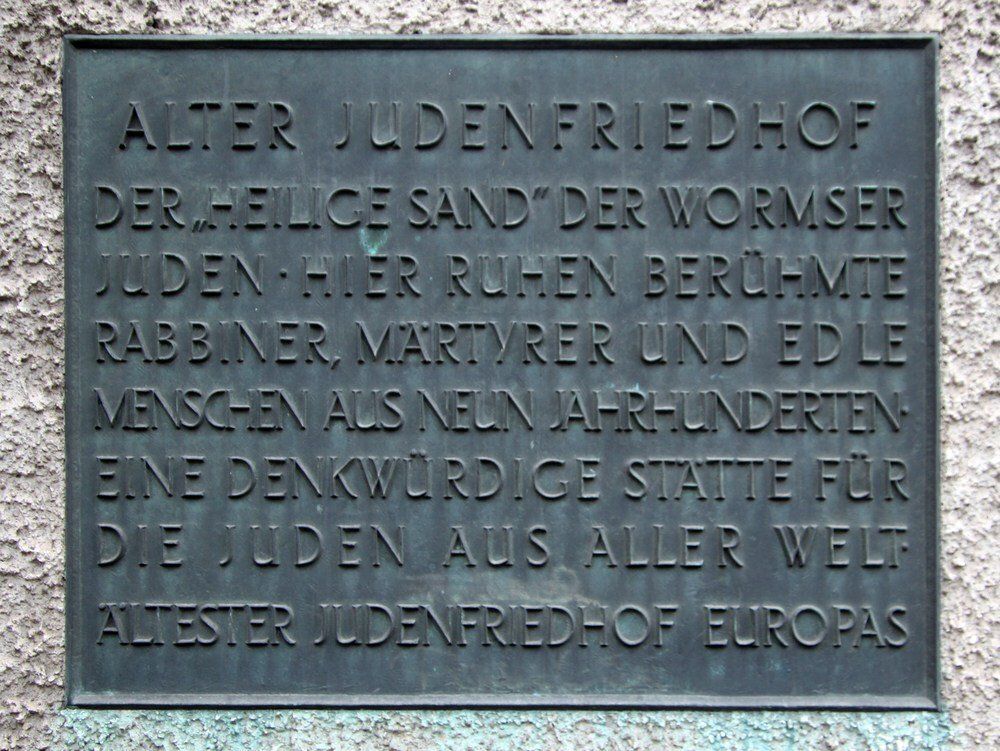 ALTER JUDENFRIEDHOF
DER „HEILIGE SAND" DER WORMSER
JUDEN · HIER RUHEN BERÜHMTE
RABBINER, MÄRTYRER UND EDLE
MENSCHEN AUS NEUN JAHRHUNDERTEN·
EINE DENKWÜRDIGE STÄTTE FÜR
DIE JUDEN AUS ALLER WELT·
ÄLTESTER JUDENFRIEDHOF EUROPAS